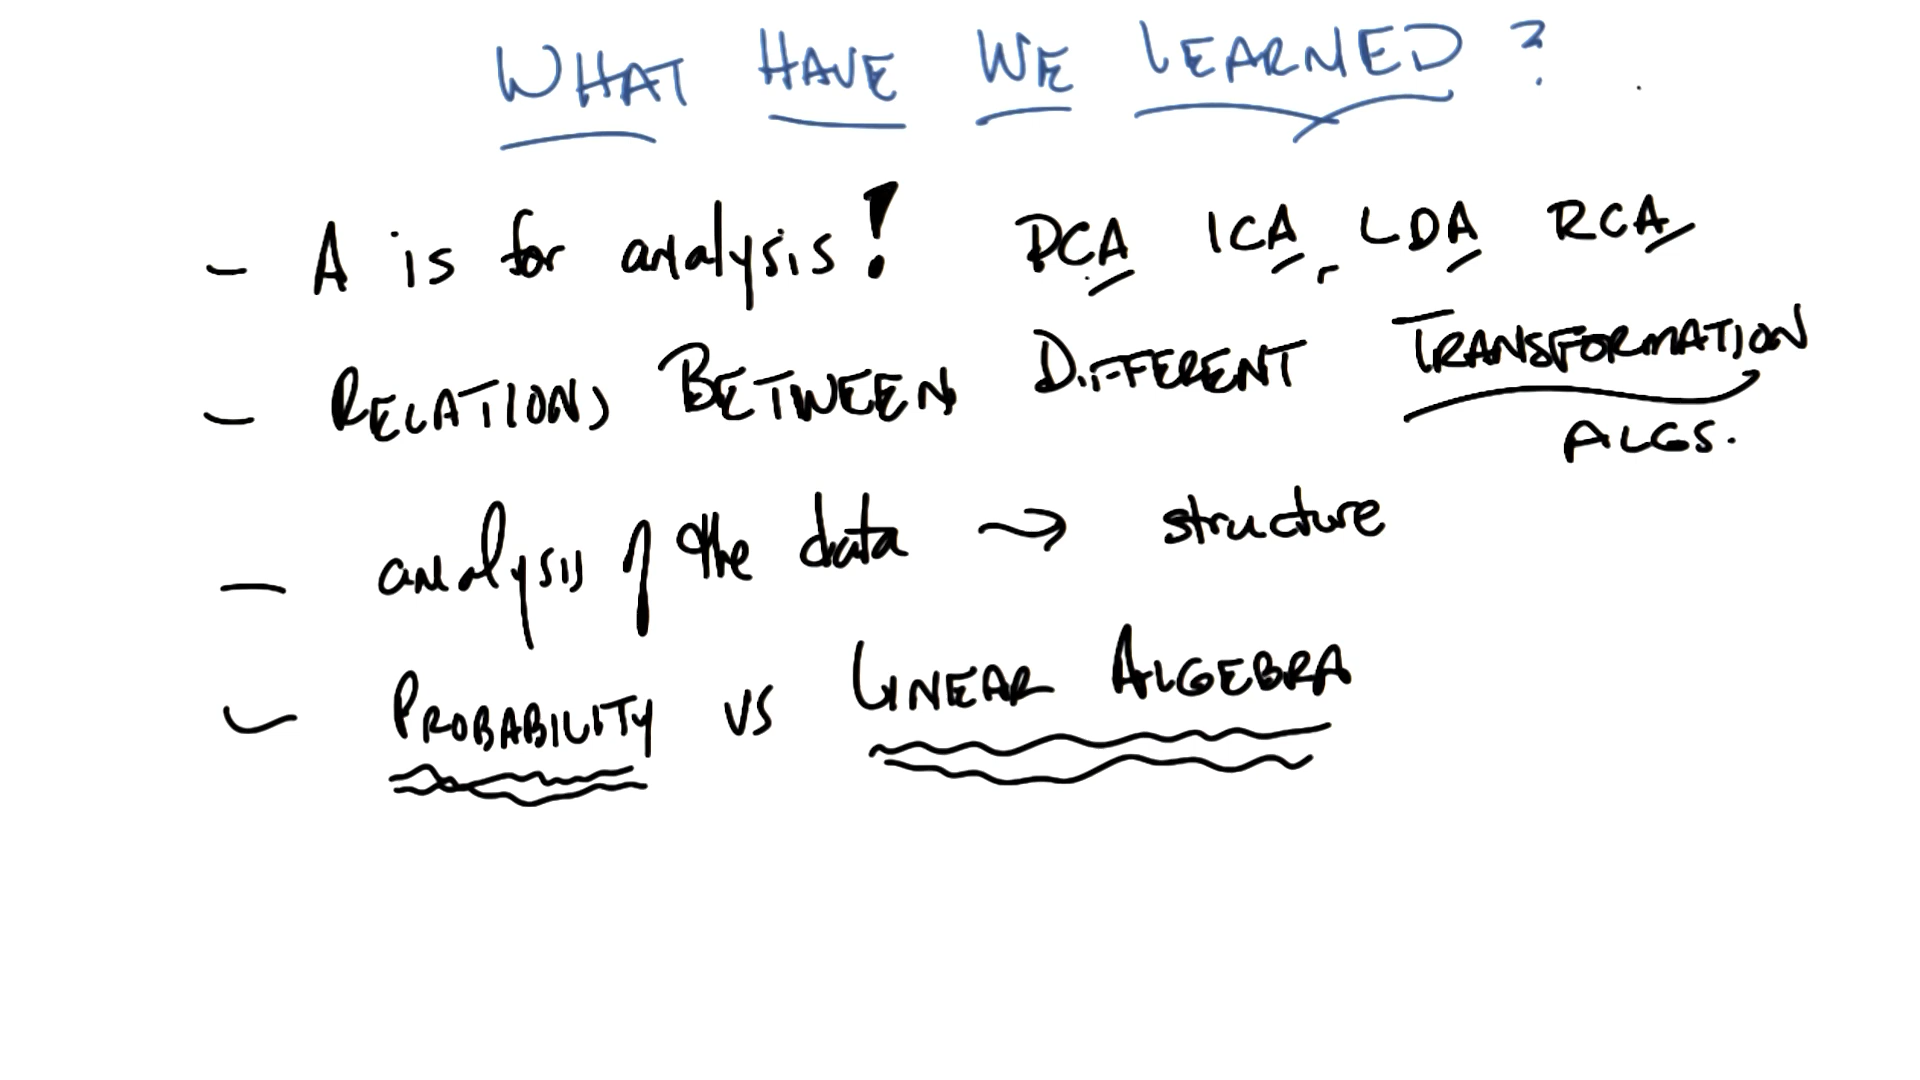 WHAT HAVE WE LEARNED?
- A is for analysis! PCA ICA, LDA RCA
- RELATIONS BETWEEN DIFFERENT TRANSFORMATION
ALGS.
- analysis of the data → structure
- PROBABILITY vs LINEAR ALGEBRA